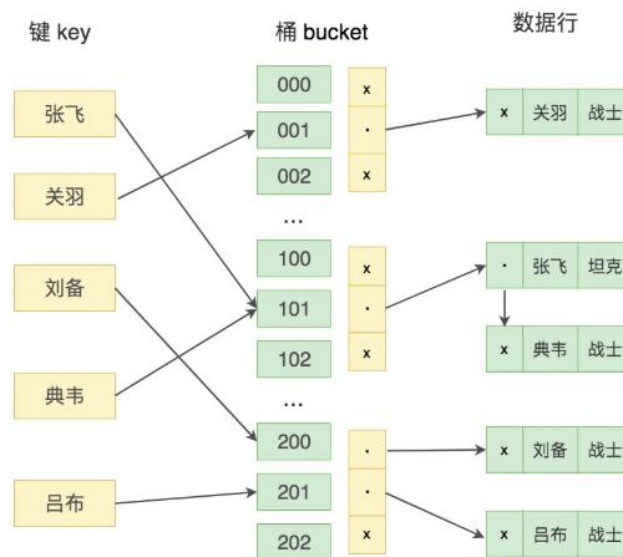 键 key
桶 bucket
数据行
张飞
关羽
刘备
典韦
吕布
000 x
001 ·
002 x
...
100 x
101 ·
102 x
...
200 ·
201 ·
202 x
x 关羽 战士
· 张飞 坦克
x 典韦 战士
x 刘备 战士
x 吕布 战士